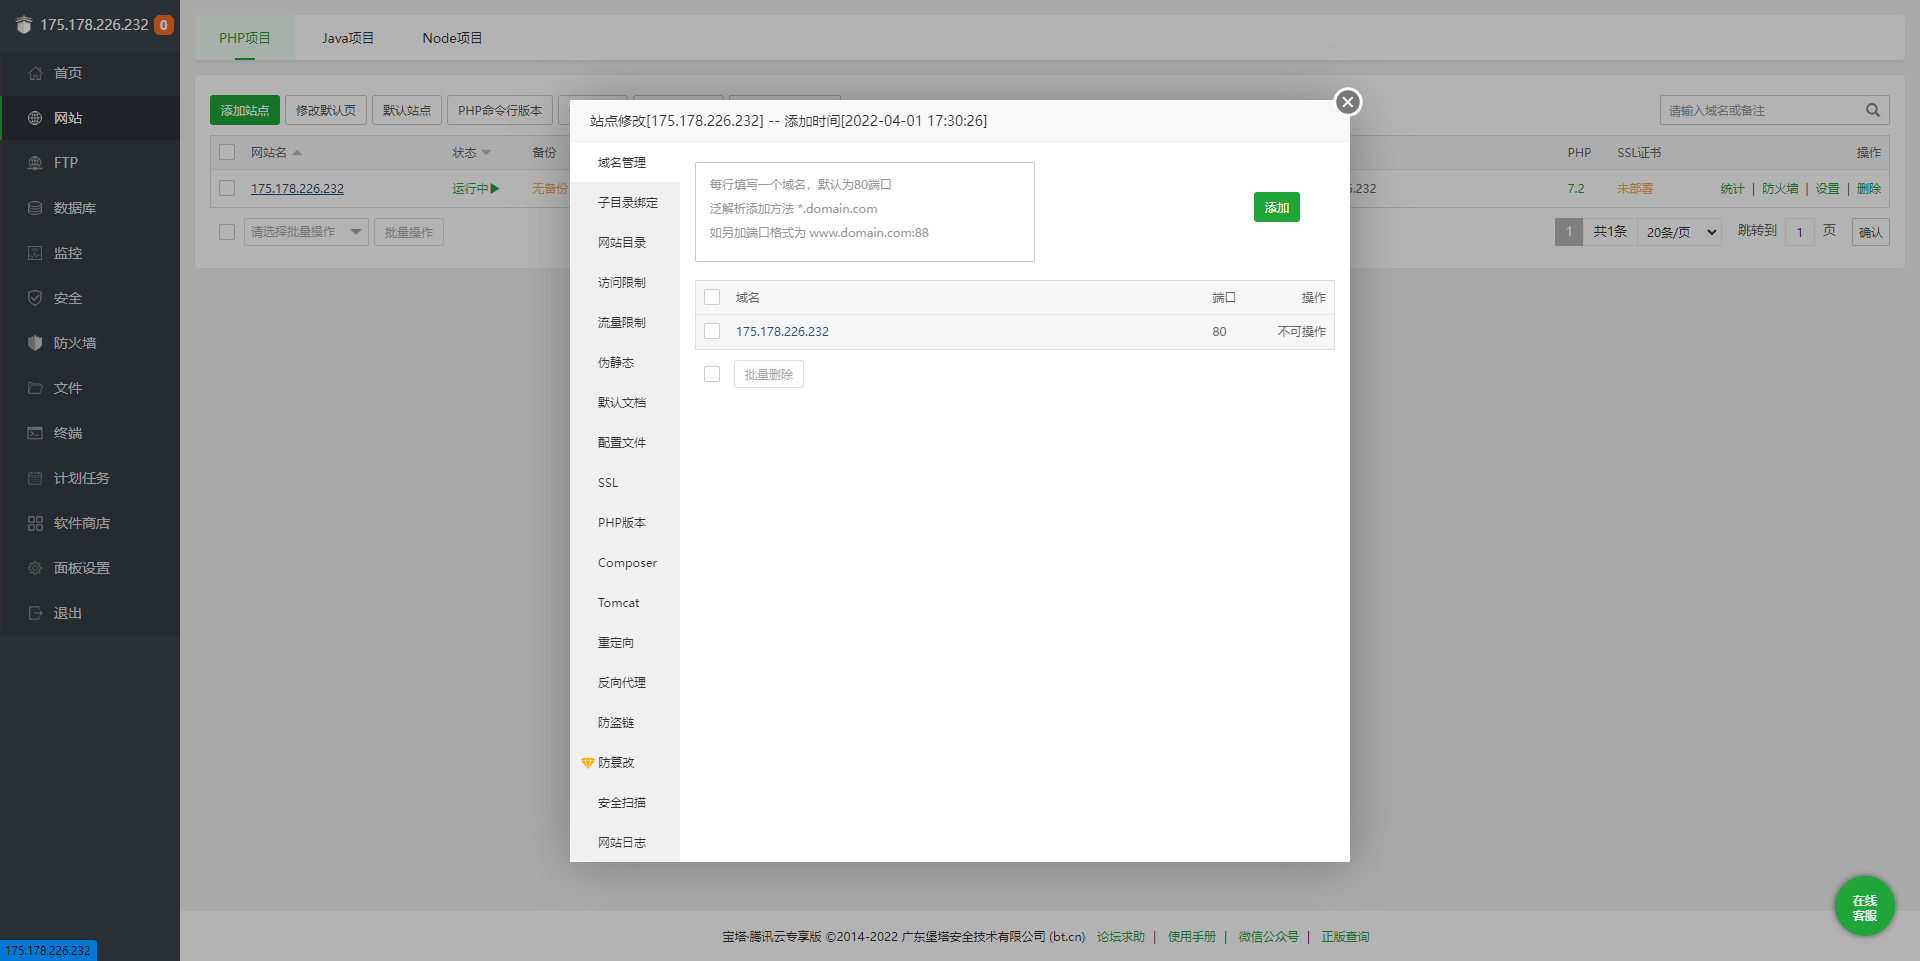 175.178.226.232 0
首页
网站
FTP
数据库
监控
安全
防火墙
文件
终端
计划任务
软件商店
面板设置
退出
175.178.226.232
PHP项目 Java项目 Node项目
添加站点 修改默认页 默认站点 PHP命令行版本
请输入域名或备注
网站名 状态 备份 PHP SSL证书 操作
175.178.226.232 运行中 无备份 .232 7.2 未部署 统计 | 防火墙 | 设置 | 删除
请选择批量操作 批量操作
1 共1条 20条/页 跳转到 1 页 确认
站点修改[175.178.226.232] -- 添加时间[2022-04-01 17:30:26]
域名管理
子目录绑定
网站目录
访问限制
流量限制
伪静态
默认文档
配置文件
SSL
PHP版本
Composer
Tomcat
重定向
反向代理
防盗链
防篡改
安全扫描
网站日志
每行填写一个域名，默认为80端口
泛解析添加方法 *.domain.com
如另加端口格式为 www.domain.com:88
添加
域名 端口 操作
175.178.226.232 80 不可操作
批量删除
在线
客服
宝塔·腾讯云专享版 ©2014-2022 广东堡塔安全技术有限公司 (bt.cn) 论坛求助 | 使用手册 | 微信公众号 | 正版查询